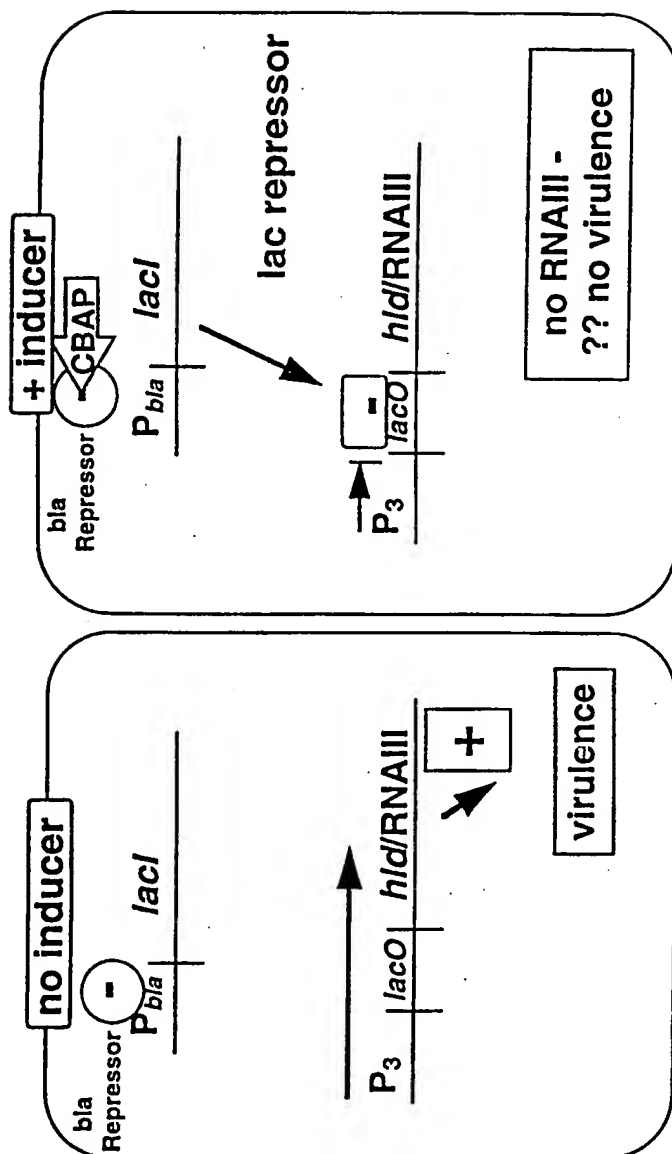 no inducer
bla
Repressor
-
P bla
lacI
P3
lacO
hld/RNAIII
+
virulence
+ inducer
bla
Repressor
-
CBAP
P bla
lacI
lac repressor
-
P3
lacO
hld/RNAIII
no RNAIII -
?? no virulence